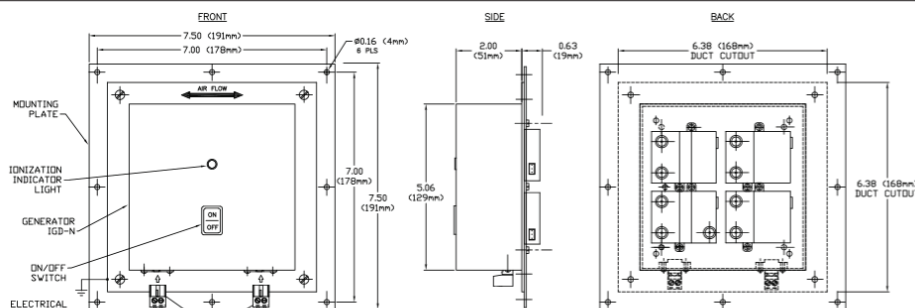 FRONT
7.50 (191mm)
7.00 (178mm)
ø0.16 (4mm)
6 PLS
AIR FLOW
MOUNTING
PLATE
IONIZATION
INDICATOR
LIGHT
GENERATOR
IGD-N
ON
OFF
ON/OFF
SWITCH
ELECTRICAL
7.00
(178mm)
7.50
(191mm)
SIDE
2.00
(51mm)
0.63
(19mm)
5.06
(129mm)
BACK
6.38 (168mm)
DUCT CUTOUT
6.38 (168mm)
DUCT CUTOUT